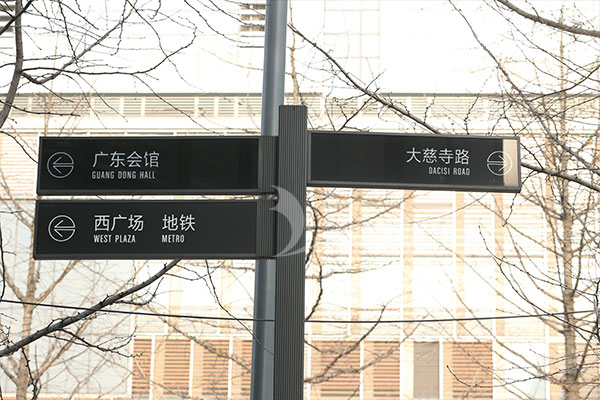 广东会馆
GUANG DONG HALL
西广场 地铁
WEST PLAZA METRO
大慈寺路
DACISI ROAD